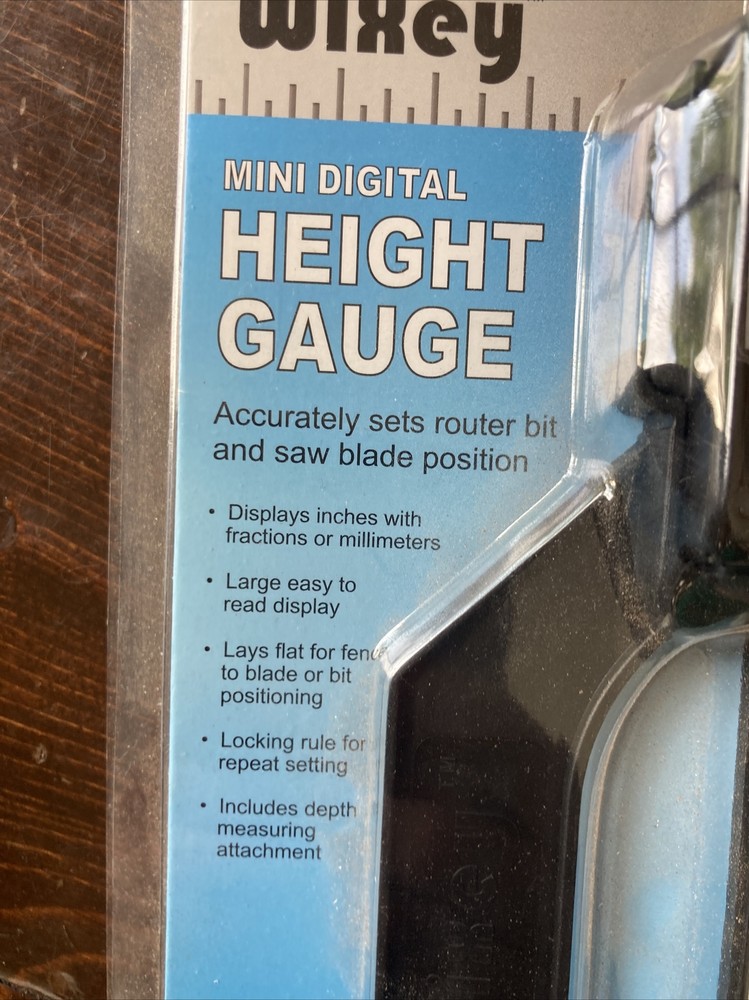 wixey
MINI DIGITAL
HEIGHT
GAUGE
Accurately sets router bit
and saw blade position
• Displays inches with
fractions or millimeters
• Large easy to
read display
• Lays flat for fence
to blade or bit
positioning
• Locking rule for
repeat setting
• Includes depth
measuring
attachment